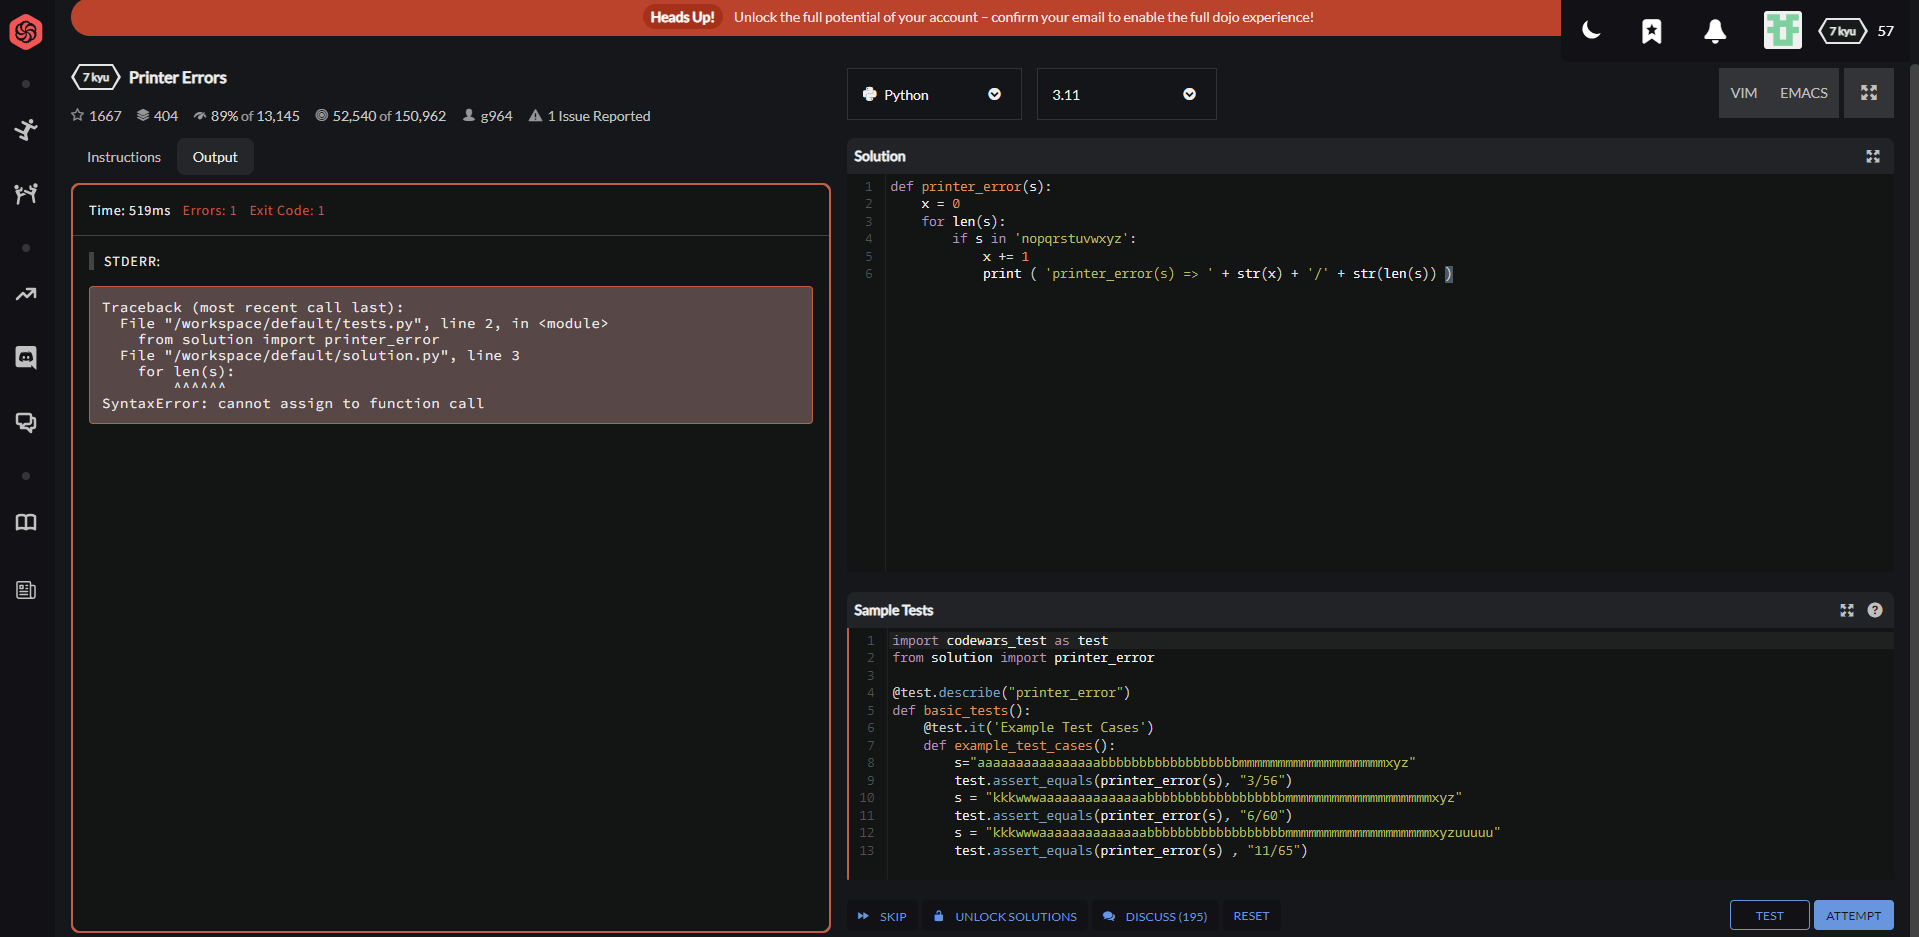 Heads Up! Unlock the full potential of your account – confirm your email to enable the full dojo experience!
7 kyu 57
7 kyu Printer Errors
1667 404 89% of 13,145 52,540 of 150,962 g964 1 Issue Reported
Instructions Output
Time: 519ms Errors: 1 Exit Code: 1
STDERR:
Traceback (most recent call last):
  File "/workspace/default/tests.py", line 2, in <module>
    from solution import printer_error
  File "/workspace/default/solution.py", line 3
    for len(s):
        ^^^^^^
SyntaxError: cannot assign to function call
Python 3.11 VIM EMACS
Solution
1 def printer_error(s):
2     x = 0
3     for len(s):
4         if s in 'nopqrstuvwxyz':
5             x += 1
6             print ( 'printer_error(s) => ' + str(x) + '/' + str(len(s)) )
Sample Tests
1 import codewars_test as test
2 from solution import printer_error
3
4 @test.describe("printer_error")
5 def basic_tests():
6     @test.it('Example Test Cases')
7     def example_test_cases():
8         s="aaaaaaaaaaaaaaaabbbbbbbbbbbbbbbbbbmmmmmmmmmmmmmmmmmmmxyz"
9         test.assert_equals(printer_error(s), "3/56")
10         s = "kkkwwwaaaaaaaaaaaaaabbbbbbbbbbbbbbbbbbmmmmmmmmmmmmmmmmmmmxyz"
11         test.assert_equals(printer_error(s), "6/60")
12         s = "kkkwwwaaaaaaaaaaaaaabbbbbbbbbbbbbbbbbbmmmmmmmmmmmmmmmmmmmxyzuuuuu"
13         test.assert_equals(printer_error(s) , "11/65")
SKIP UNLOCK SOLUTIONS DISCUSS (195) RESET TEST ATTEMPT